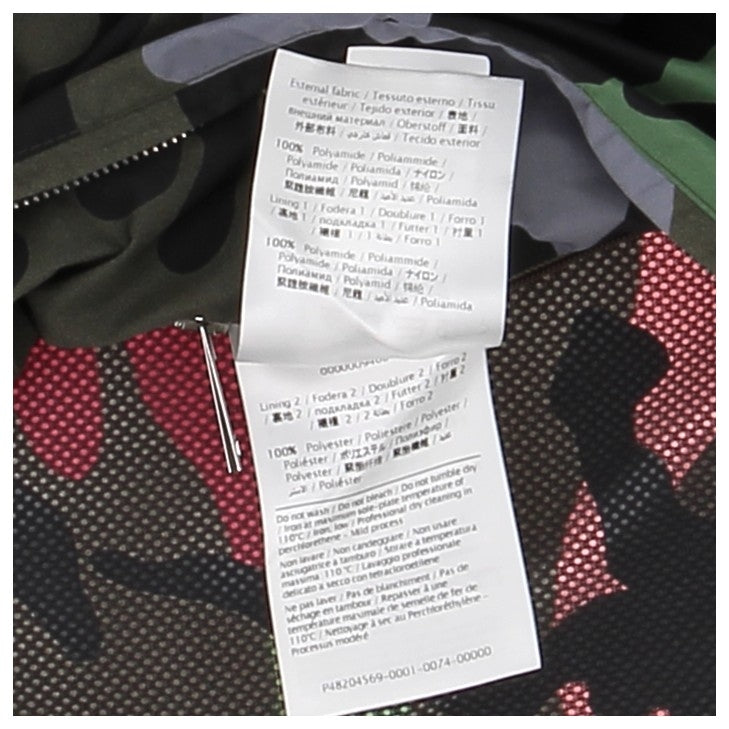 External fabric / Tessuto esterno / Tissu
extérieur / Tejido exterior / 表地 /
внешний материал / Oberstoff / 面料 /
外部布料 / قماش خارجي / Tecido exterior
100% Polyamide / Poliammide /
Polyamide / Poliamida / ナイロン /
Полиамид / Polyamid / 锦纶 /
聚醯胺纖維 / 尼龍 / / Poliamida
Lining 1 / Fodera 1 / Doublure 1 / Forro 1
/ 裏地 1 / подкладка 1 / Futter 1 / 衬里 1
/ 襯裡 1 / بطانة 1 / Forro 1
100% Polyamide / Poliammide /
Polyamide / Poliamida / ナイロン /
Полиамид / Polyamid / 锦纶 /
聚醯胺纖維 / 尼龍 / / Poliamida
Lining 2 / Fodera 2 / Doublure 2 / Forro 2
/ 裏地 2 / подкладка 2 / Futter 2 / 衬里 2
/ 襯裡 2 / بطانة 2 / Forro 2
100% Polyester / Poliestere / Polyester /
Poliéster / ポリエステル / Полиэфир /
Polyester / 聚酯纤维 / 聚酯纖維 /
/ Poliéster
Do not wash / Do not bleach / Do not tumble dry
/ Iron at maximum sole-plate temperature of
110°C / Iron, low / Professional dry cleaning in
perchlorethene - Mild process
Non lavare / Non candeggiare / Non usare
asciugatrice a tamburo / Stirare a temperatura
massima 110 °C / Lavaggio professionale
delicato a secco con tetracloroetilene
Ne pas laver / Pas de blanchiment / Pas de
séchage en tambour / Repasser à une
température maximale de semelle de fer de
110°C / Nettoyage à sec au Perchloréthylène -
Processus modéré
P48204569-0001-0074-00000